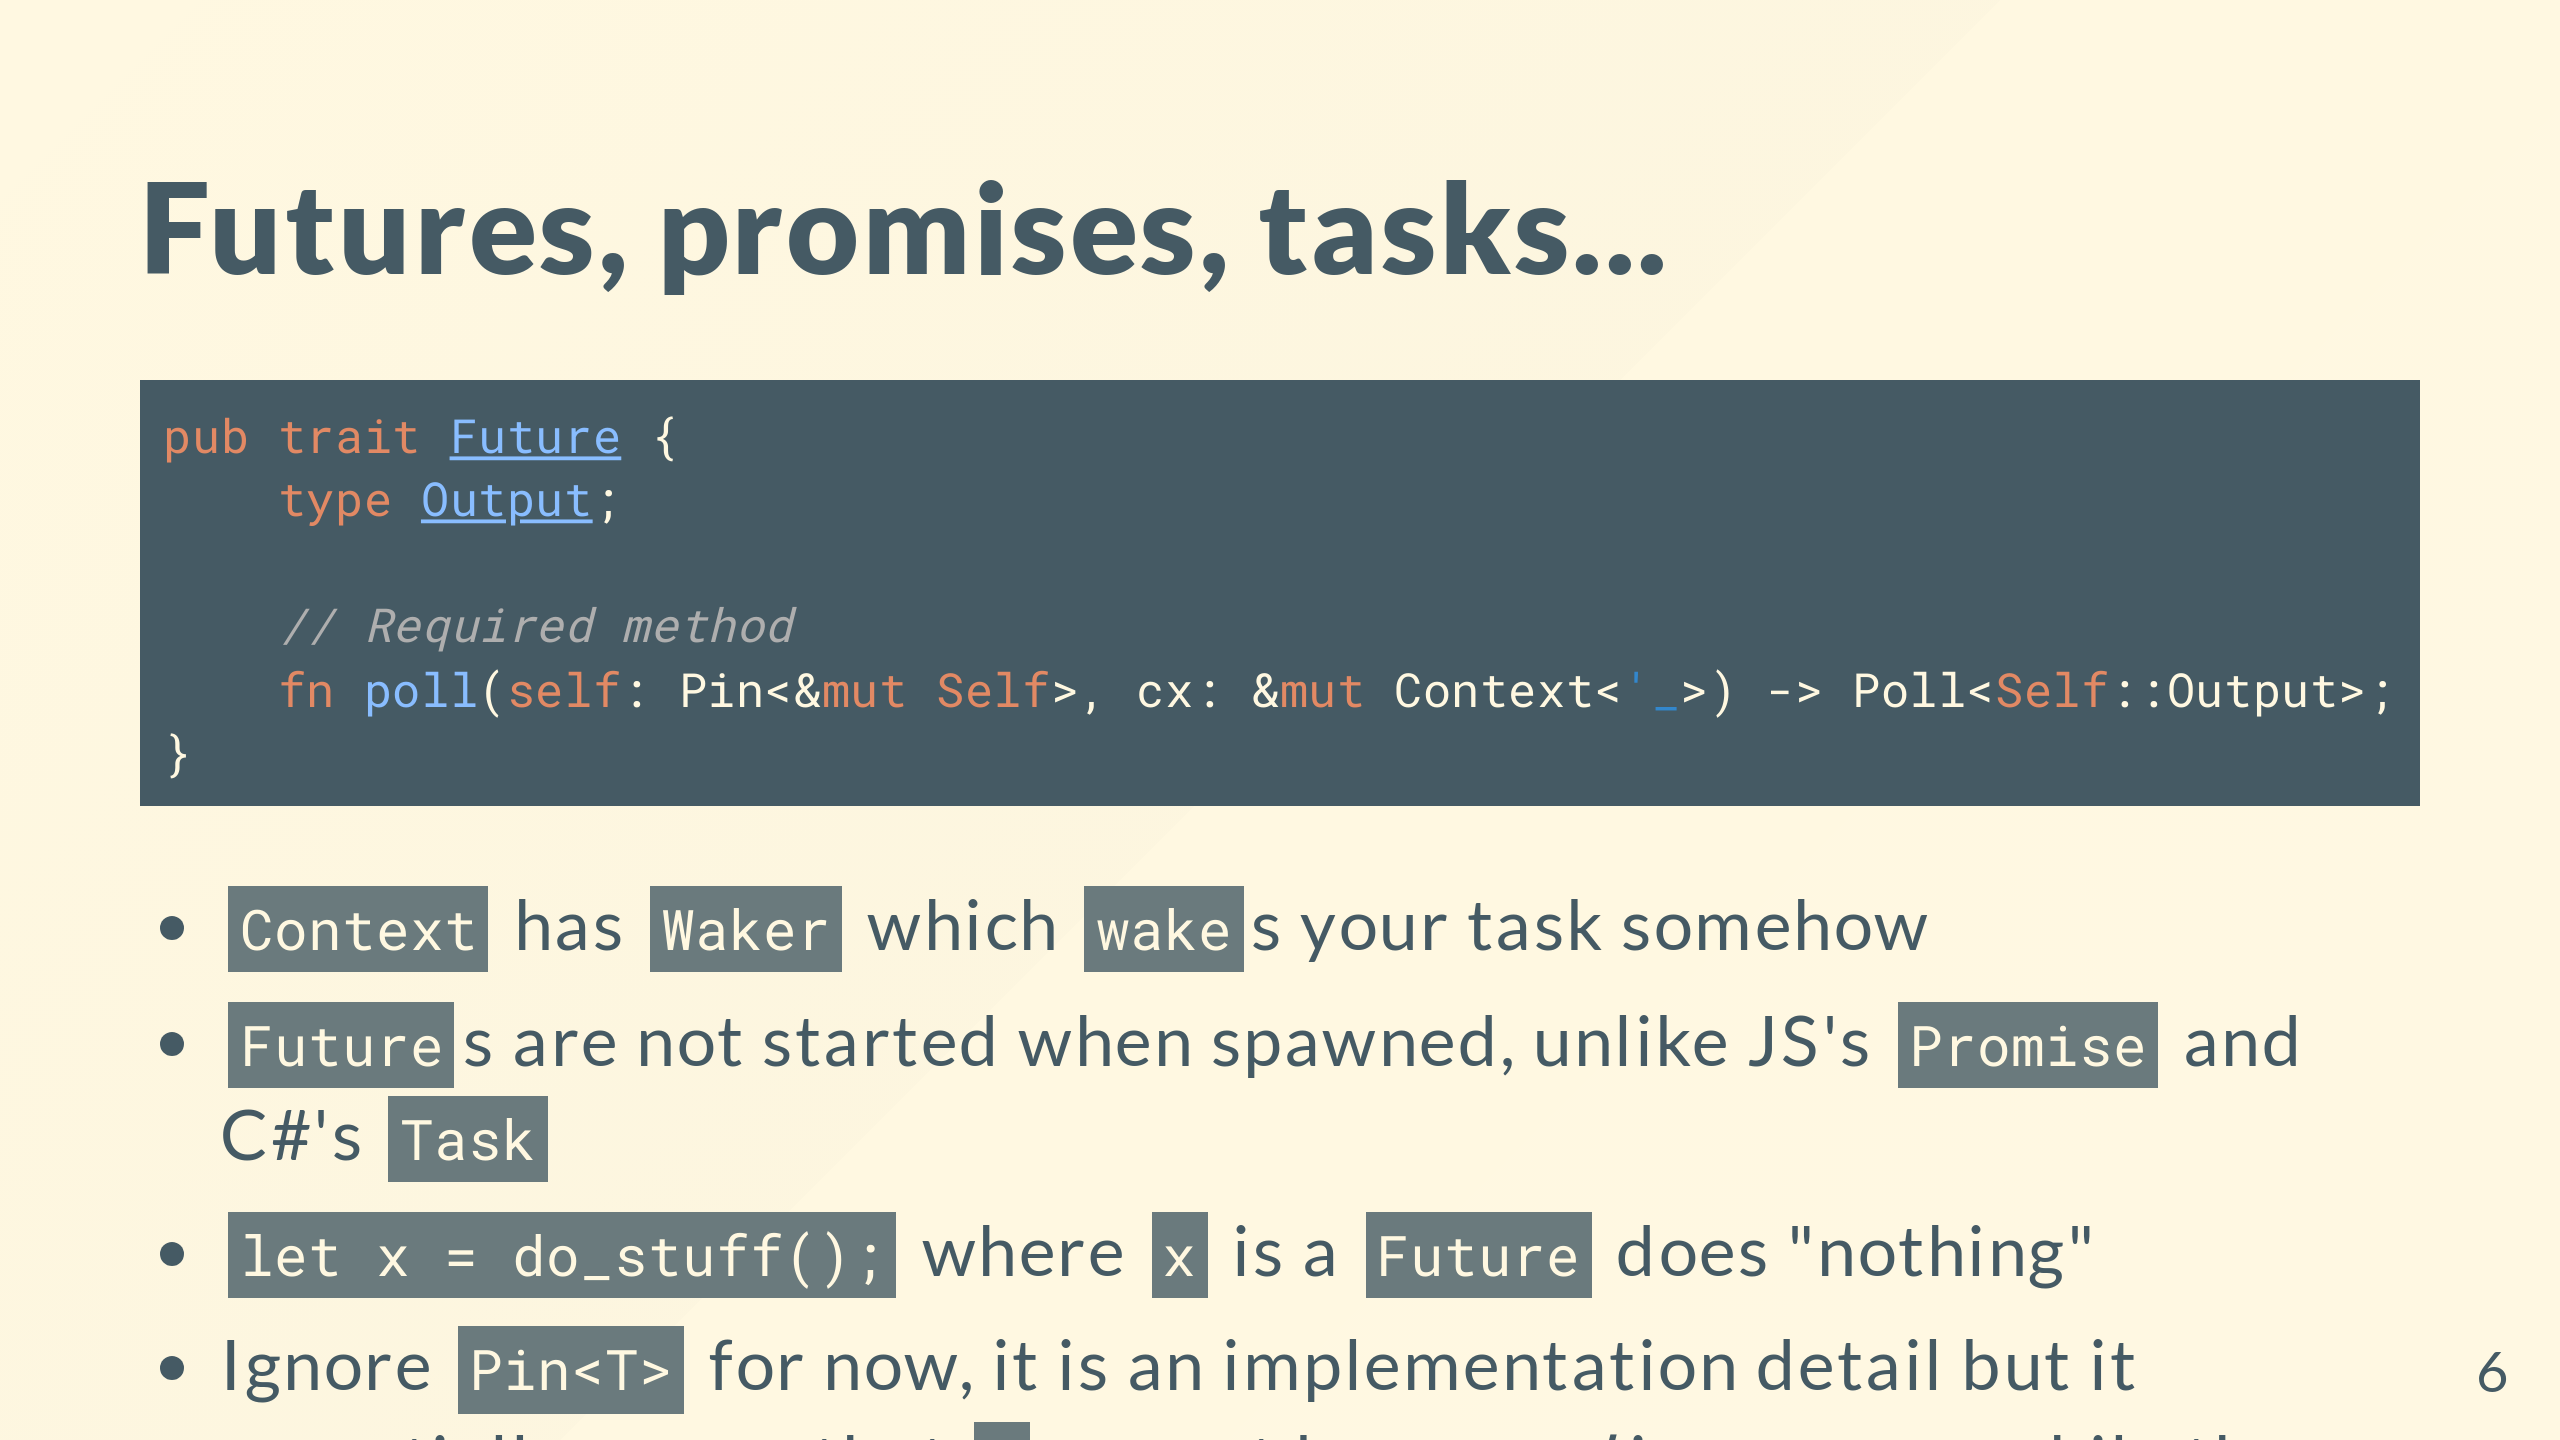 Futures, promises, tasks...
pub trait Future {
    type Output;
    // Required method
    fn poll(self: Pin<&mut Self>, cx: &mut Context<'_>) -> Poll<Self::Output>;
}
• Context has Waker which wakes your task somehow
• Futures are not started when spawned, unlike JS's Promise and
C#'s Task
• let x = do_stuff(); where x is a Future does "nothing"
• Ignore Pin<T> for now, it is an implementation detail but it
6